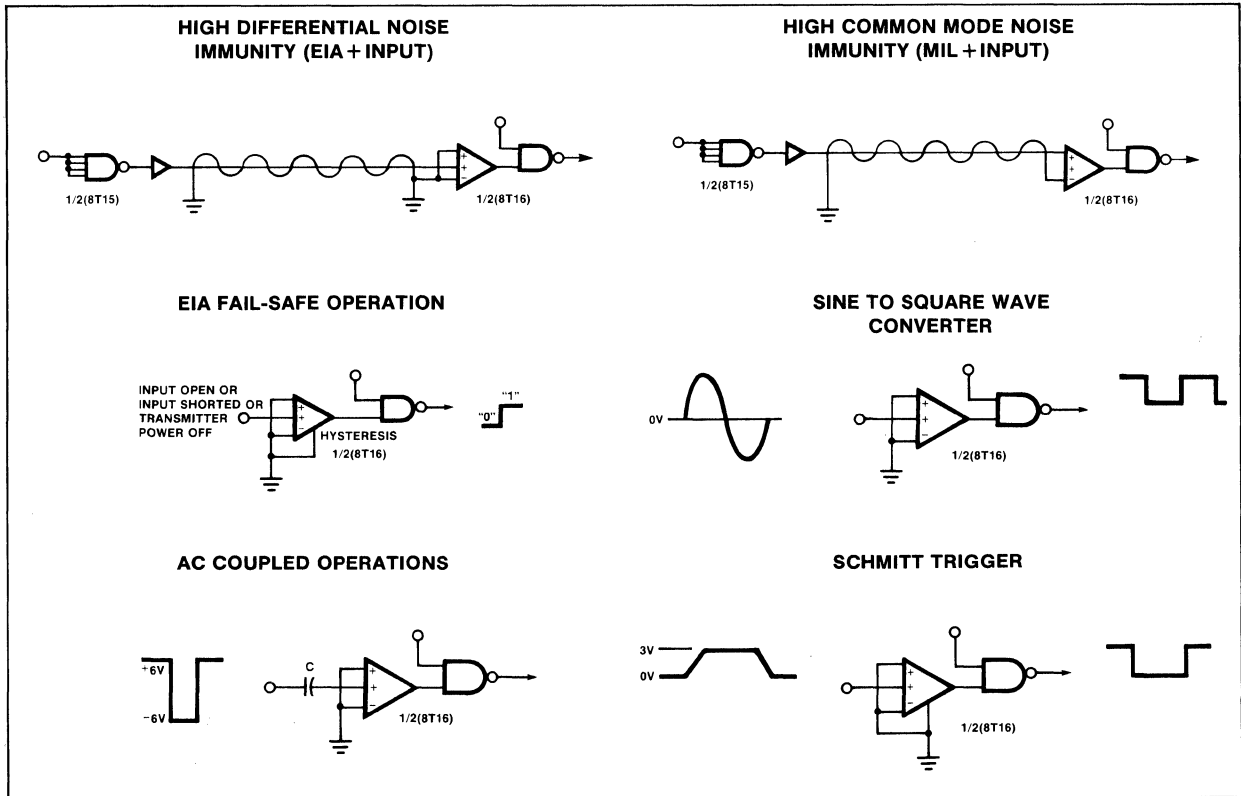 HIGH DIFFERENTIAL NOISE
IMMUNITY (EIA + INPUT)
1/2(8T15)
+
−
1/2(8T16)
HIGH COMMON MODE NOISE
IMMUNITY (MIL + INPUT)
1/2(8T15)
+
−
1/2(8T16)
EIA FAIL-SAFE OPERATION
INPUT OPEN OR
INPUT SHORTED OR
TRANSMITTER
POWER OFF
+
+
−
HYSTERESIS
1/2(8T16)
"0"
"1"
SINE TO SQUARE WAVE
CONVERTER
0V
+
+
−
1/2(8T16)
AC COUPLED OPERATIONS
+6V
−6V
C
+
+
−
1/2(8T16)
SCHMITT TRIGGER
3V
0V
+
+
−
1/2(8T16)